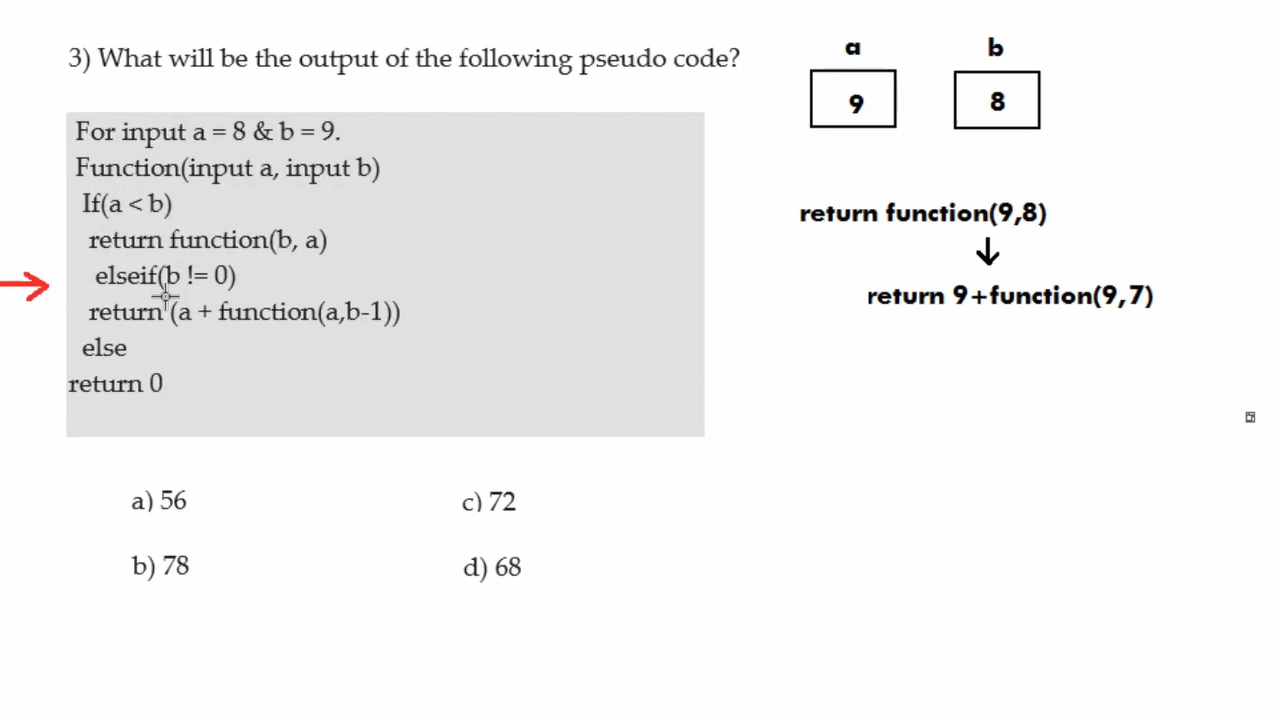 3) What will be the output of the following pseudo code?
For input a = 8 & b = 9.
Function(input a, input b)
If(a < b)
return function(b, a)
elseif(b != 0)
return (a + function(a,b-1))
else
return 0
a) 56
c) 72
b) 78
d) 68
a
b
9
8
return function(9,8)
↓
return 9+function(9,7)